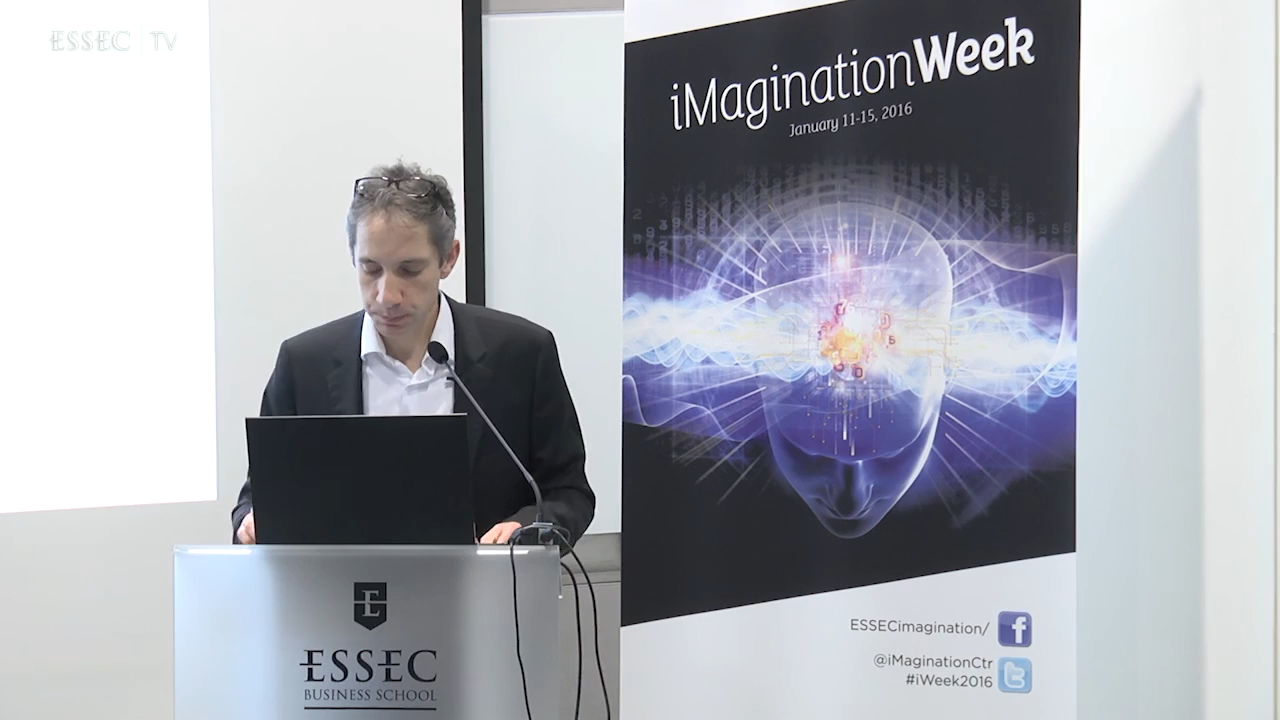 ESSEC TV
iMaginationWeek
January 11-15, 2016
ESSECimagination/
@iMaginationCtr
#iWeek2016
E
ESSEC
BUSINESS SCHOOL